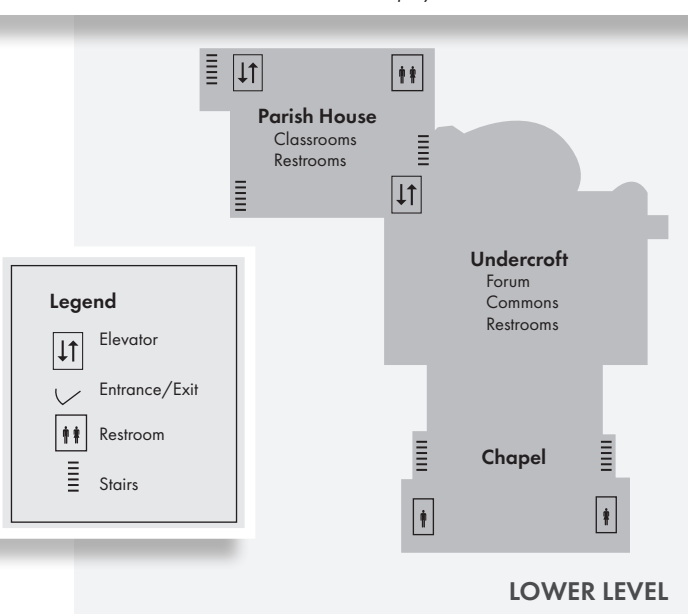 Parish House
Classrooms
Restrooms
Undercroft
Forum
Commons
Restrooms
Legend
Elevator
Entrance/Exit
Restroom
Stairs
Chapel
LOWER LEVEL